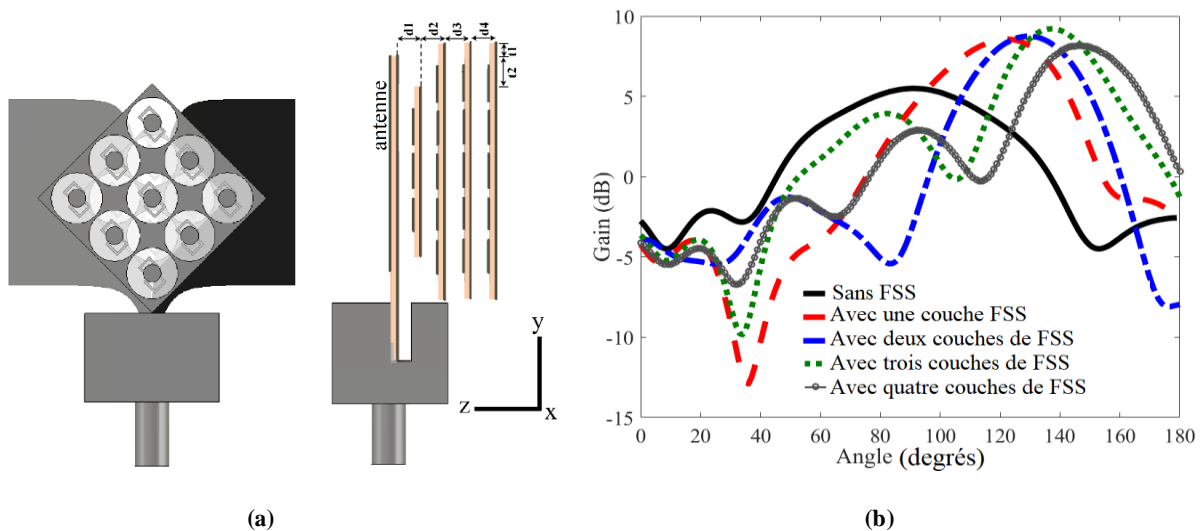 (a)
d1
d2
d3
d4
t1
t2
antenne
y
z
x
(b)
10
5
0
-5
-10
-15
Gain (dB)
Sans FSS
Avec une couche FSS
Avec deux couches de FSS
Avec trois couches de FSS
Avec quatre couches de FSS
0 20 40 60 80 100 120 140 160 180
Angle (degrés)
(a)
(b)